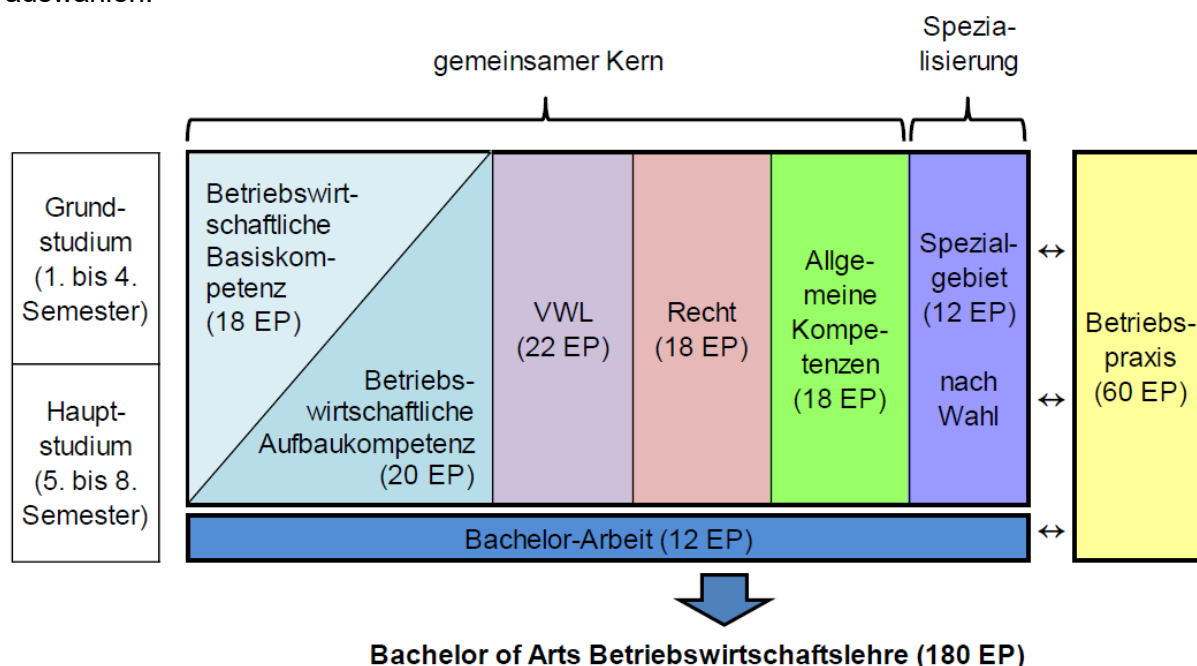 auswählen.
Spezia-
lisierung
gemeinsamer Kern
Grund-
studium
(1. bis 4.
Semester)
Haupt-
studium
(5. bis 8.
Semester)
Betriebswirt-
schaftliche
Basiskom-
petenz
(18 EP)
Betriebs-
wirtschaftliche
Aufbaukompetenz
(20 EP)
VWL
(22 EP)
Recht
(18 EP)
Allge-
meine
Kompe-
tenzen
(18 EP)
Spezial-
gebiet
(12 EP)
nach
Wahl
↔
↔
↔
Betriebs-
praxis
(60 EP)
Bachelor-Arbeit (12 EP)
Bachelor of Arts Betriebswirtschaftslehre (180 EP)